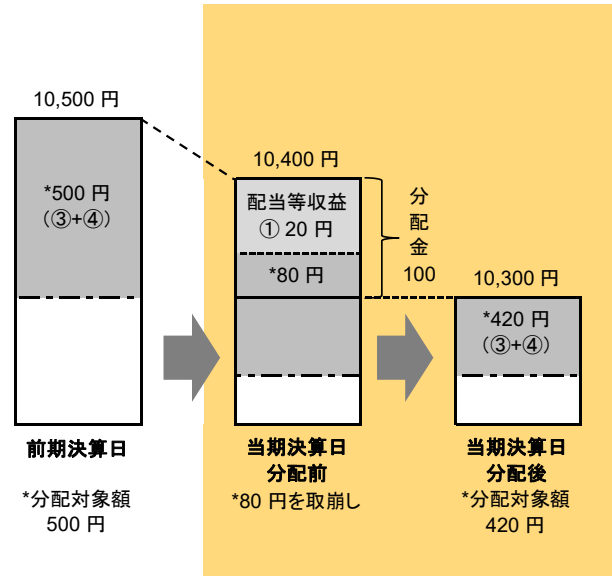 10,500 円
*500 円
（③+④）
前期決算日
*分配対象額
500 円
10,400 円
配当等収益
① 20 円
*80 円
分
配
金
100
当期決算日
分配前
*80 円を取崩し
10,300 円
*420 円
（③+④）
当期決算日
分配後
*分配対象額
420 円